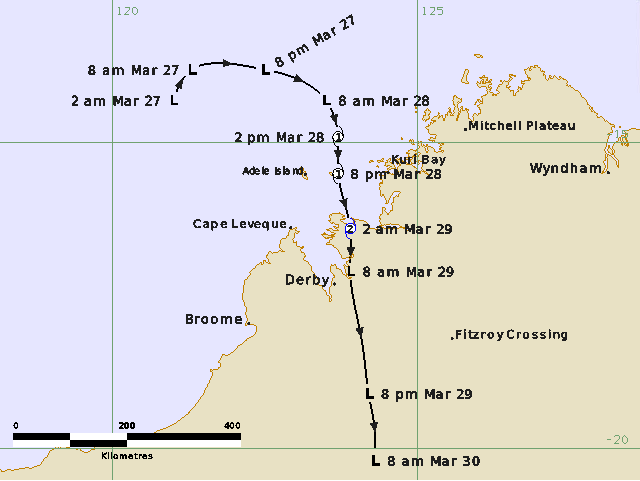 120
125
8 pm Mar 27
8 am Mar 27 L
L
2 am Mar 27 L
L 8 am Mar 28
Mitchell Plateau
2 pm Mar 28 1
-15
Kuri Bay
Adele Island
1 8 pm Mar 28
Wyndham
Cape Leveque
2 2 am Mar 29
L 8 am Mar 29
Derby
Broome
Fitzroy Crossing
L 8 pm Mar 29
0 200 400
Kilometres
-20
L 8 am Mar 30